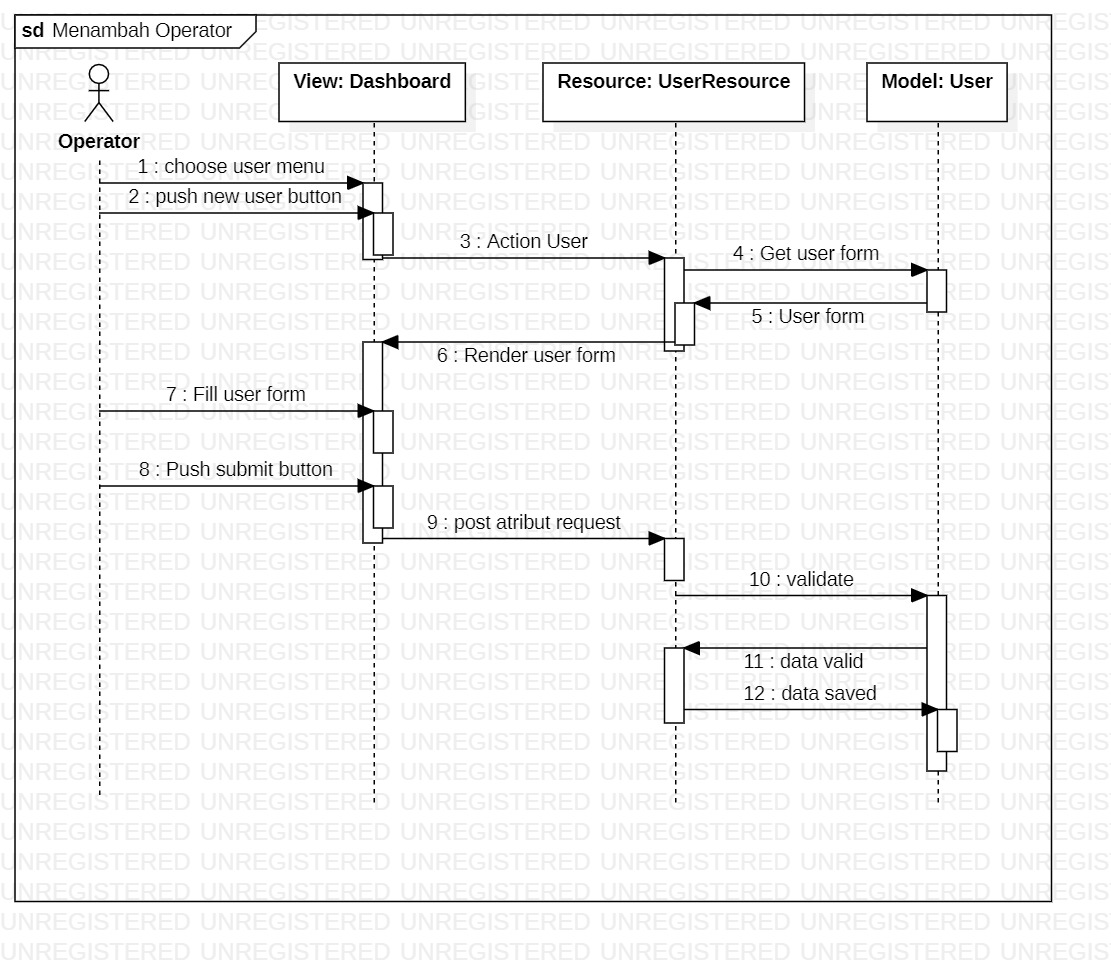 sd Menambah Operator
View: Dashboard
Resource: UserResource
Model: User
Operator
1 : choose user menu
2 : push new user button
3 : Action User
4 : Get user form
5 : User form
6 : Render user form
7 : Fill user form
8 : Push submit button
9 : post atribut request
10 : validate
11 : data valid
12 : data saved
UNREGISTERED